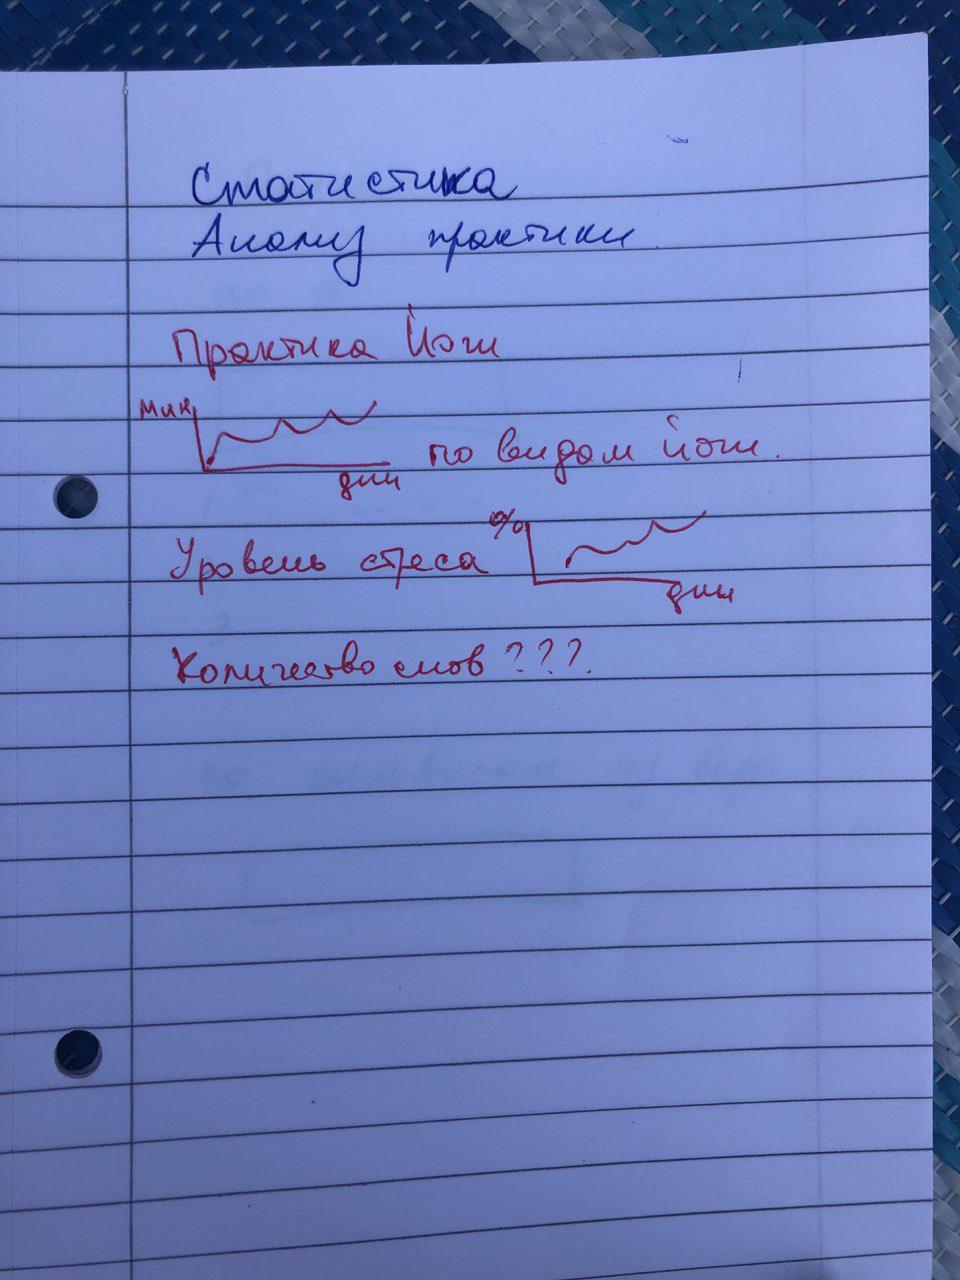 Статистика
Анализ практики
Практика Йоги
мин
дни
по видам йоги.
Уровень стреса
%
дни
Количество слов ???.